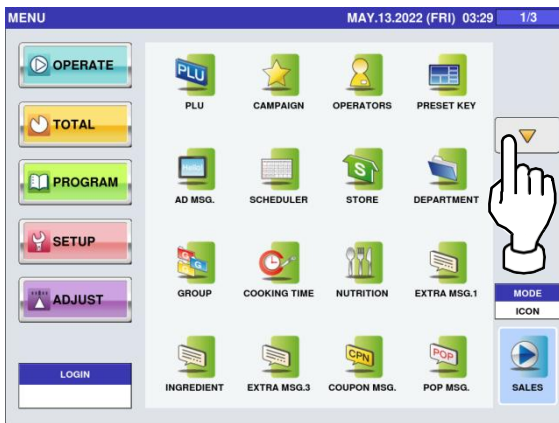 MENU MAY.13.2022 (FRI) 03:29 1/3
OPERATE
TOTAL
PROGRAM
SETUP
ADJUST
LOGIN
PLU
PLU CAMPAIGN OPERATORS PRESET KEY
Hello!
S
AD MSG. SCHEDULER STORE DEPARTMENT
G
G
GROUP COOKING TIME NUTRITION EXTRA MSG.1
CPN POP
INGREDIENT EXTRA MSG.3 COUPON MSG. POP MSG.
MODE
ICON
SALES